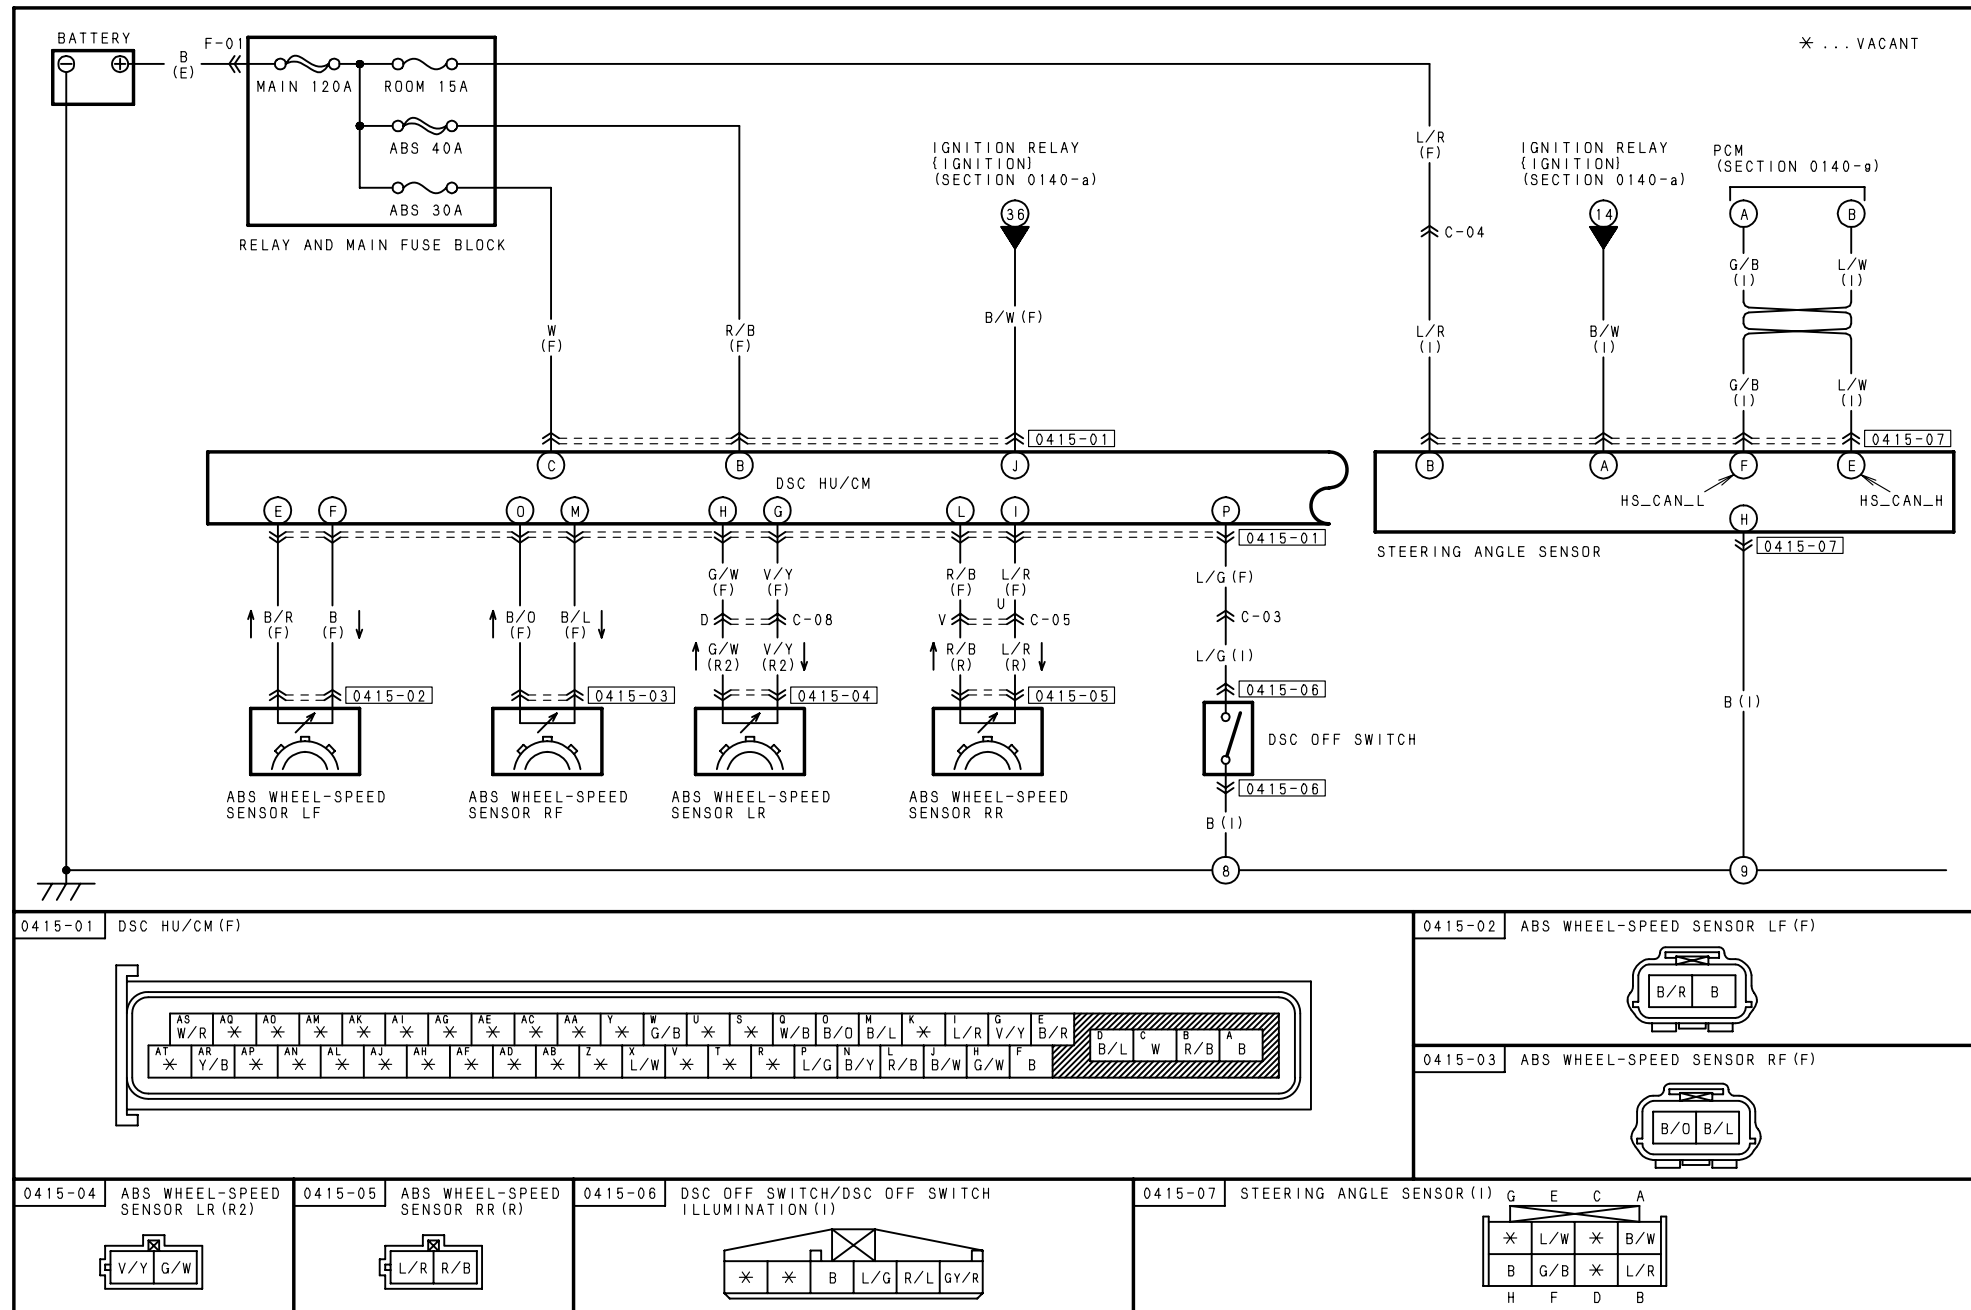 BATTERY
B
(E)
F-01
MAIN 120A
ROOM 15A
ABS 40A
ABS 30A
RELAY AND MAIN FUSE BLOCK
* ... VACANT
IGNITION RELAY
{IGNITION}
(SECTION 0140-a)
36
L/R
(F)
C-04
IGNITION RELAY
{IGNITION}
(SECTION 0140-a)
14
PCM
(SECTION 0140-g)
A
B
G/B
(I)
L/W
(I)
W
(F)
R/B
(F)
B/W (F)
L/R
(I)
B/W
(I)
G/B
(I)
L/W
(I)
0415-01
0415-07
C
B
J
DSC HU/CM
B
A
F
E
HS_CAN_L
HS_CAN_H
E
F
O
M
H
G
L
I
P
H
0415-01
STEERING ANGLE SENSOR
0415-07
G/W
(F)
V/Y
(F)
R/B
(F)
L/R
(F)
L/G (F)
B/R
(F)
B
(F)
B/O
(F)
B/L
(F)
D
C-08
V
U
C-05
C-03
G/W
(R2)
V/Y
(R2)
R/B
(R)
L/R
(R)
L/G (I)
0415-02
0415-03
0415-04
0415-05
0415-06
B (I)
DSC OFF SWITCH
0415-06
ABS WHEEL-SPEED
SENSOR LF
ABS WHEEL-SPEED
SENSOR RF
ABS WHEEL-SPEED
SENSOR LR
ABS WHEEL-SPEED
SENSOR RR
B (I)
8
9
0415-01 DSC HU/CM (F)
AS AQ AO AM AK AI AG AE AC AA Y W U S Q O M K I G E
W/R * * * * * * * * * * G/B * * W/B B/O B/L * L/R V/Y B/R
D C B A
B/L W R/B B
AT AR AP AN AL AJ AH AF AD AB Z X V T R P N L J H F
* Y/B * * * * * * * * * L/W * * * L/G B/Y R/B B/W G/W B
0415-02 ABS WHEEL-SPEED SENSOR LF (F)
B/R B
0415-03 ABS WHEEL-SPEED SENSOR RF (F)
B/O B/L
0415-04 ABS WHEEL-SPEED
SENSOR LR (R2)
V/Y G/W
0415-05 ABS WHEEL-SPEED
SENSOR RR (R)
L/R R/B
0415-06 DSC OFF SWITCH/DSC OFF SWITCH
ILLUMINATION (I)
* * B L/G R/L GY/R
0415-07 STEERING ANGLE SENSOR (I)
G E C A
* L/W * B/W
B G/B * L/R
H F D B